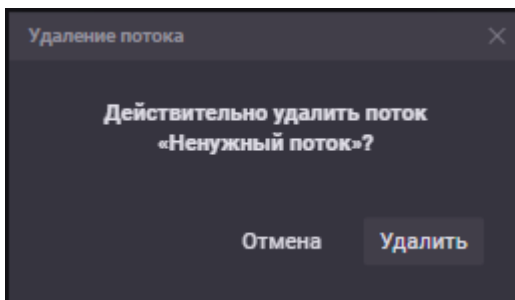 Удаление потока
Действительно удалить поток
«Ненужный поток»?
Отмена Удалить